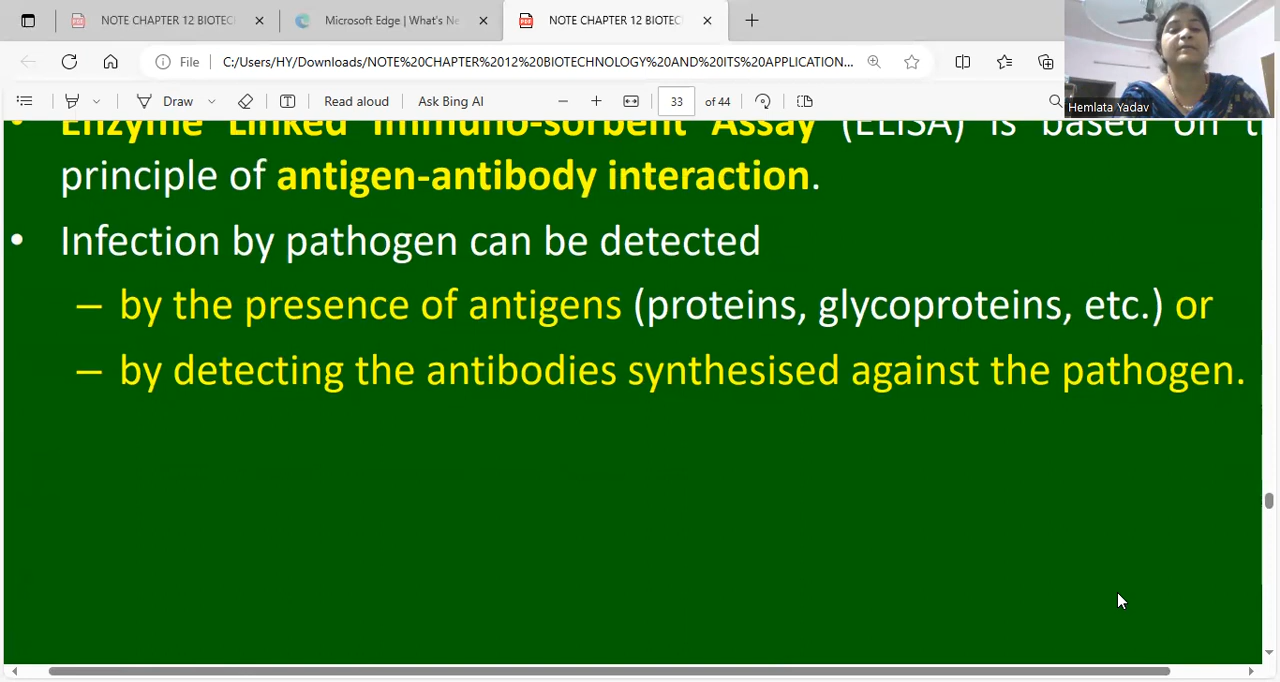 NOTE CHAPTER 12 BIOTEC
Microsoft Edge | What's Ne
NOTE CHAPTER 12 BIOTEC
File
C:/Users/HY/Downloads/NOTE%20CHAPTER%2012%20BIOTECHNOLOGY%20AND%20ITS%20APPLICATION...
Draw
Read aloud
Ask Bing AI
33 of 44
Hemlata Yadav
• Enzyme Linked Immuno-sorbent Assay (ELISA) is based on t
principle of antigen-antibody interaction.
• Infection by pathogen can be detected
– by the presence of antigens (proteins, glycoproteins, etc.) or
– by detecting the antibodies synthesised against the pathogen.